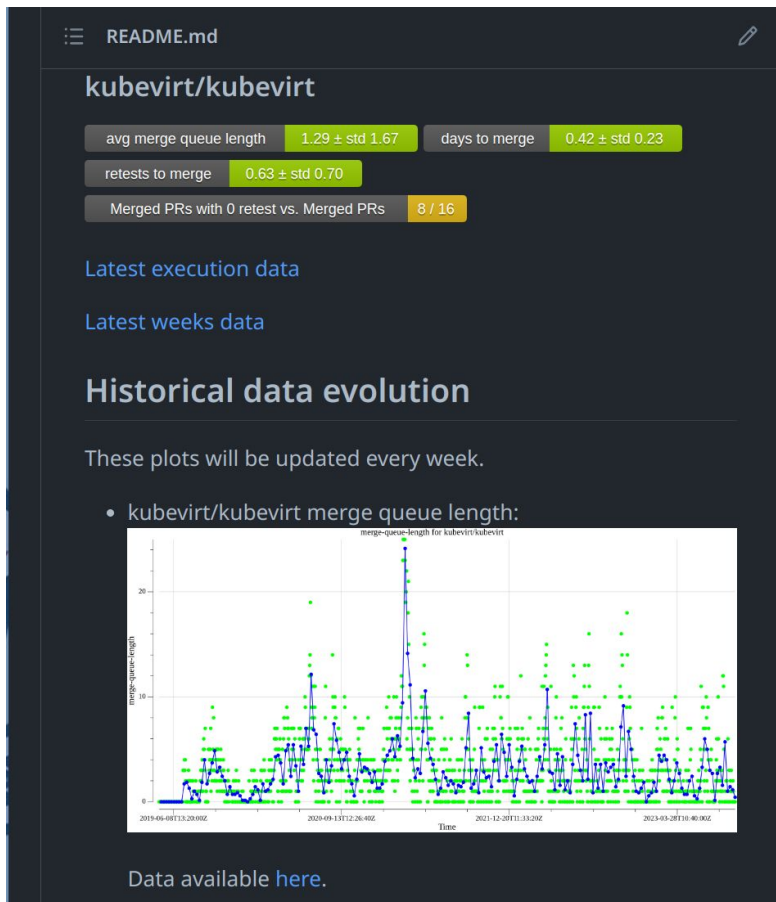 README.md
kubevirt/kubevirt
avg merge queue length 1.29 ± std 1.67 days to merge 0.42 ± std 0.23
retests to merge 0.63 ± std 0.70
Merged PRs with 0 retest vs. Merged PRs 8 / 16
Latest execution data
Latest weeks data
Historical data evolution
These plots will be updated every week.
kubevirt/kubevirt merge queue length:
merge-queue-length for kubevirt/kubevirt
20
merge-queue-length
10
0
2019-06-08T13:20:00Z 2020-09-13T12:26:40Z 2021-12-20T11:33:20Z 2023-03-28T10:40:00Z
Time
Data available here.